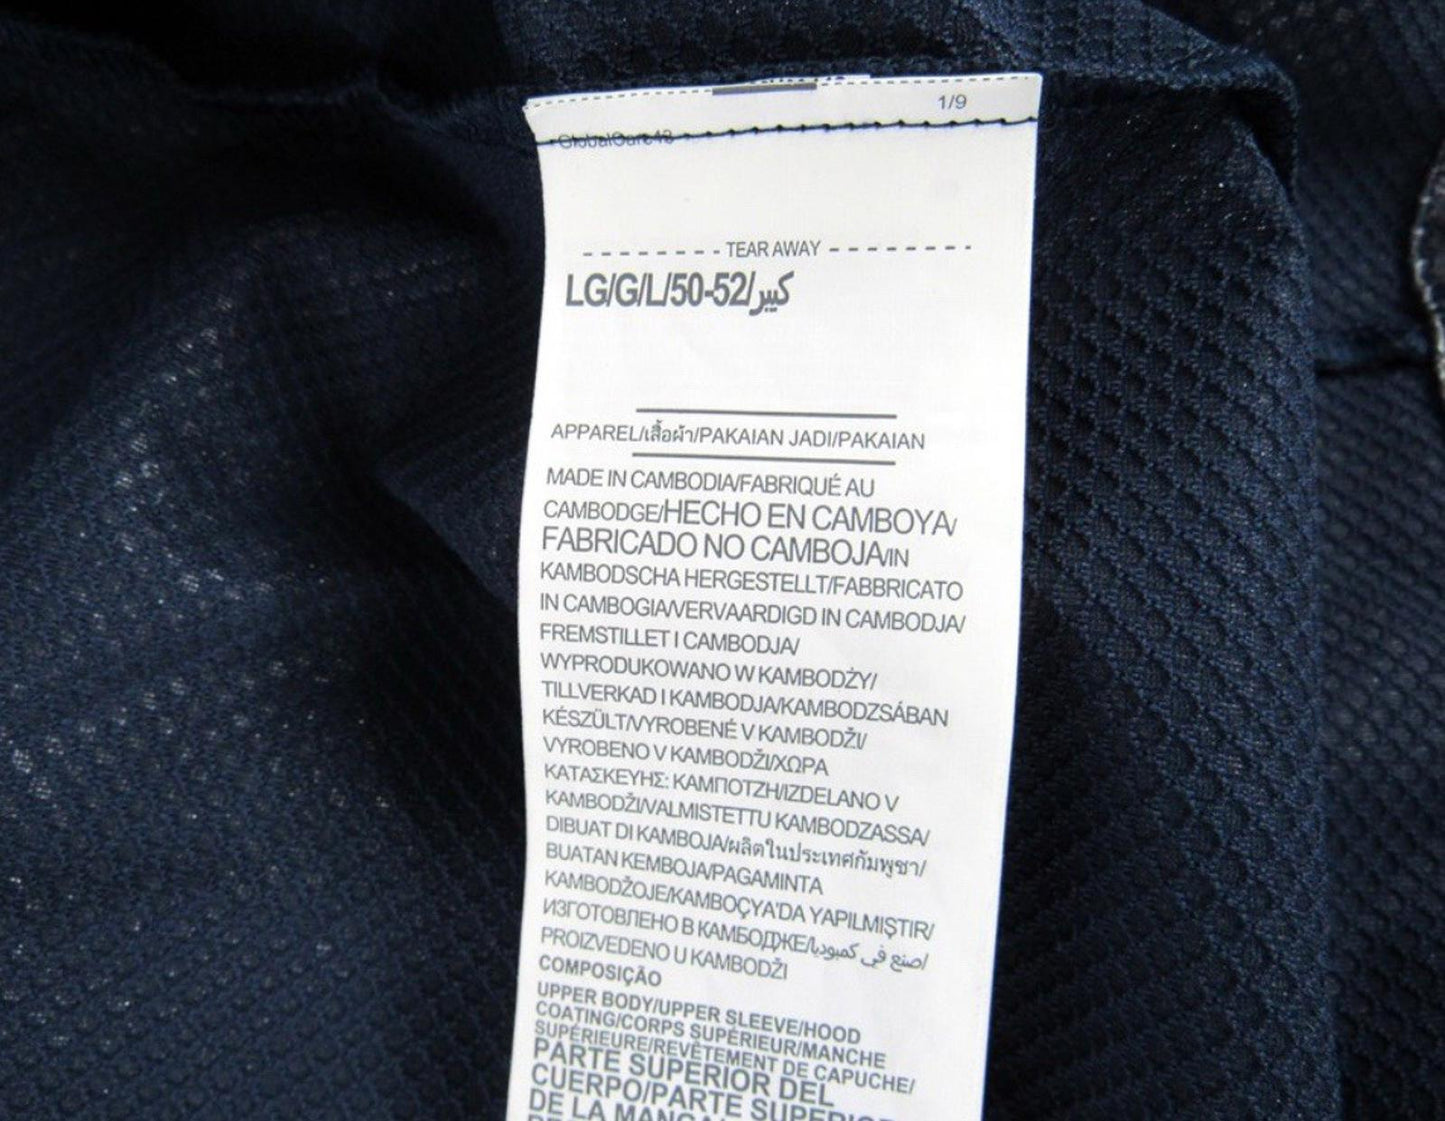 1/9
GlobalCare48
- - - - - - - - TEAR AWAY - - - - - - - - -
LG/G/L/50-52/كبير
APPAREL/เสื้อผ้า/PAKAIAN JADI/PAKAIAN
MADE IN CAMBODIA/FABRIQUÉ AU
CAMBODGE/HECHO EN CAMBOYA/
FABRICADO NO CAMBOJA/IN
KAMBODSCHA HERGESTELLT/FABBRICATO
IN CAMBOGIA/VERVAARDIGD IN CAMBODJA/
FREMSTILLET I CAMBODJA/
WYPRODUKOWANO W KAMBODŻY/
TILLVERKAD I KAMBODJA/KAMBODZSÁBAN
KÉSZÜLT/VYROBENÉ V KAMBODŽI/
VYROBENO V KAMBODŽI/ΧΩΡΑ
ΚΑΤΑΣΚΕΥΗΣ: ΚΑΜΠΟΤΖΗ/IZDELANO V
KAMBODŽI/VALMISTETTU KAMBODZASSA/
DIBUAT DI KAMBOJA/ผลิตในประเทศกัมพูชา/
BUATAN KEMBOJA/PAGAMINTA
KAMBODŽOJE/KAMBOÇYA'DA YAPILMIŞTIR/
ИЗГОТОВЛЕНО В КАМБОДЖЕ/صنع في كمبوديا/
PROIZVEDENO U KAMBODŽI
COMPOSIÇÃO
UPPER BODY/UPPER SLEEVE/HOOD
COATING/CORPS SUPÉRIEUR/MANCHE
SUPÉRIEURE/REVÊTEMENT DE CAPUCHE/
PARTE SUPERIOR DEL
CUERPO/PARTE SUPERIOR
DE LA